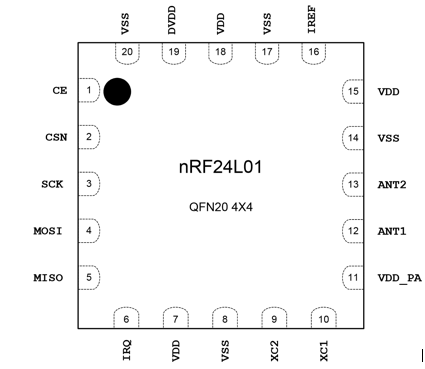 VSS DVDD VDD VSS IREF
20 19 18 17 16
CE 1 15 VDD
CSN 2 14 VSS
nRF24L01
SCK 3 13 ANT2
QFN20 4X4
MOSI 4 12 ANT1
MISO 5 11 VDD_PA
6 7 8 9 10
IRQ VDD VSS XC2 XC1